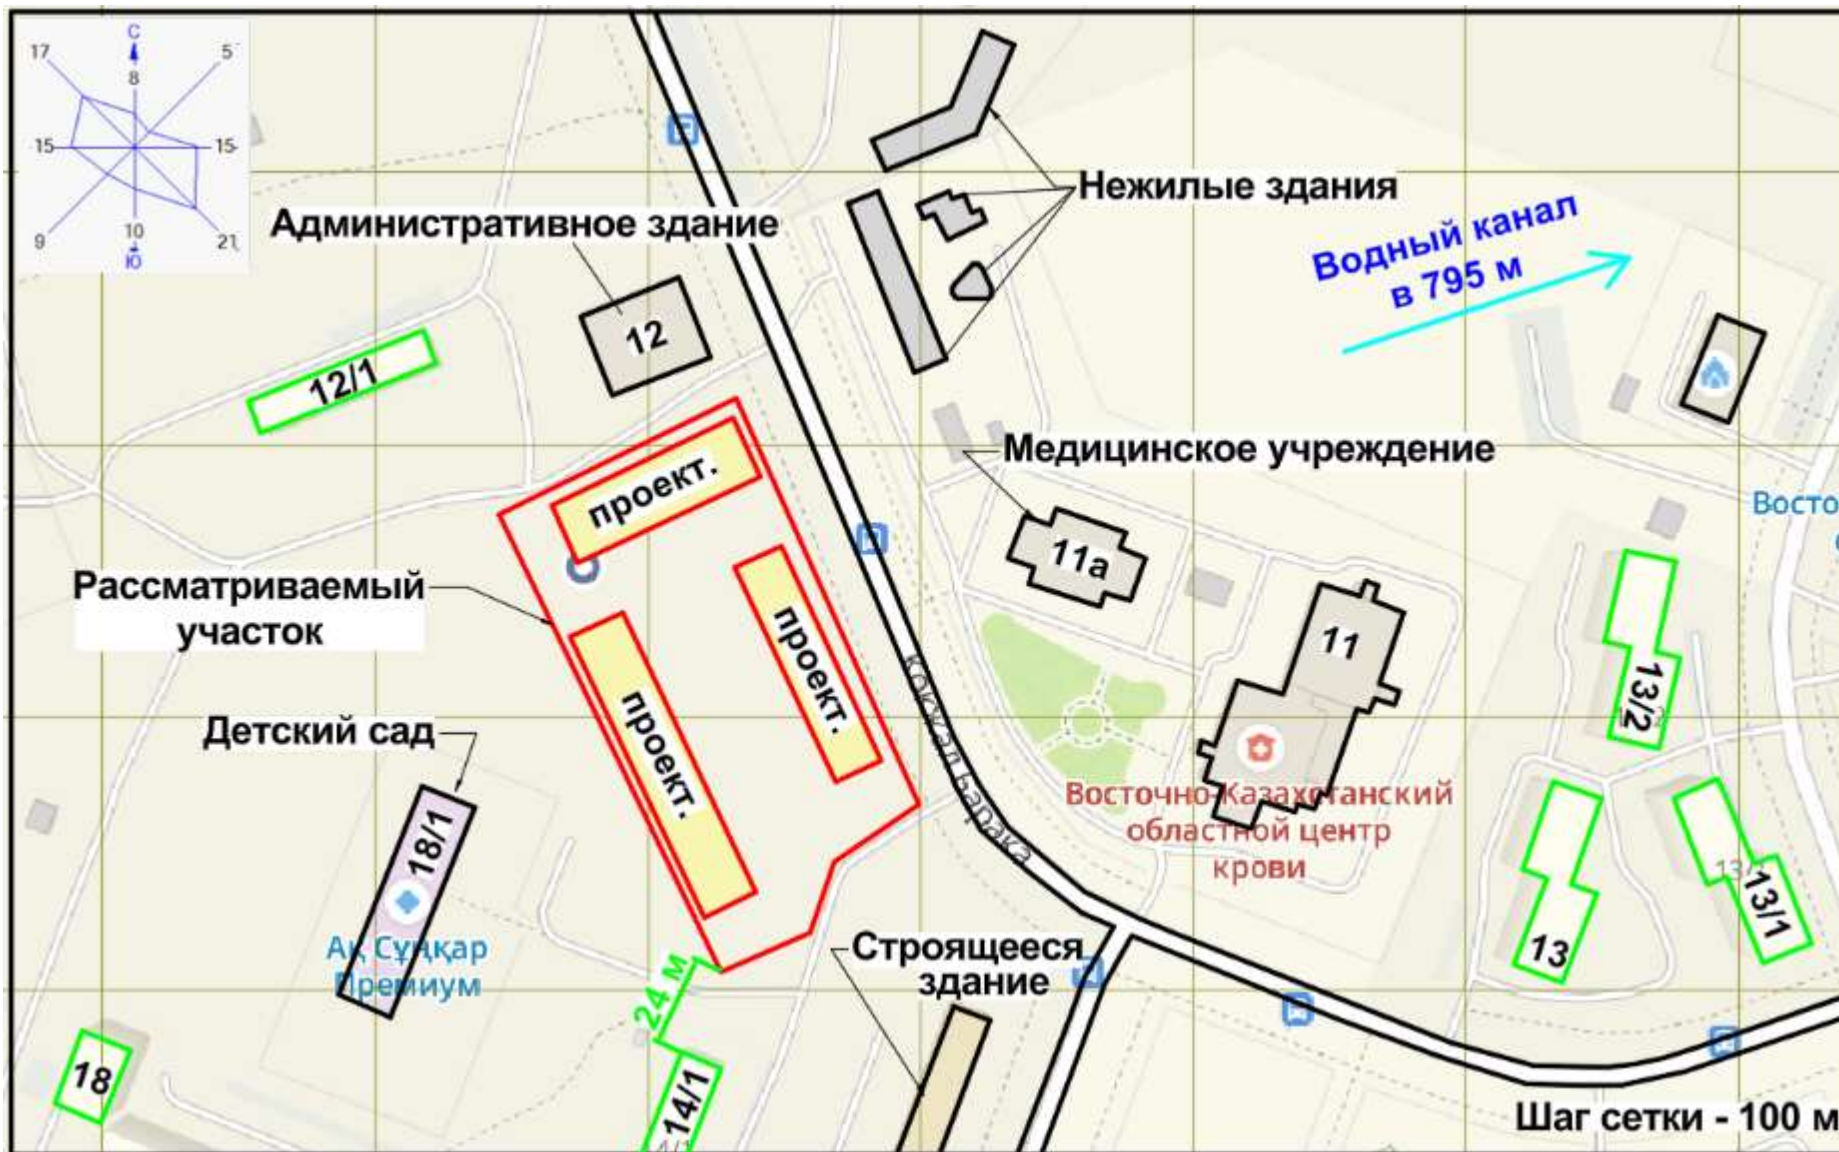 С
17
5
8
15
15
9
10
21
Ю
Административное здание
12
12/1
Нежилые здания
Водный канал
в 795 м
Медицинское учреждение
11а
11
Восто
проект.
Рассматриваемый
участок
проект.
проект.
Көкжал Барака
13/2
Детский сад
18/1
Восточно-Казахстанский
областной центр
крови
13/1
13
Ақ Сұңқар
Премиум
Строящееся
здание
24 м
18
14/1
Шаг сетки - 100 м